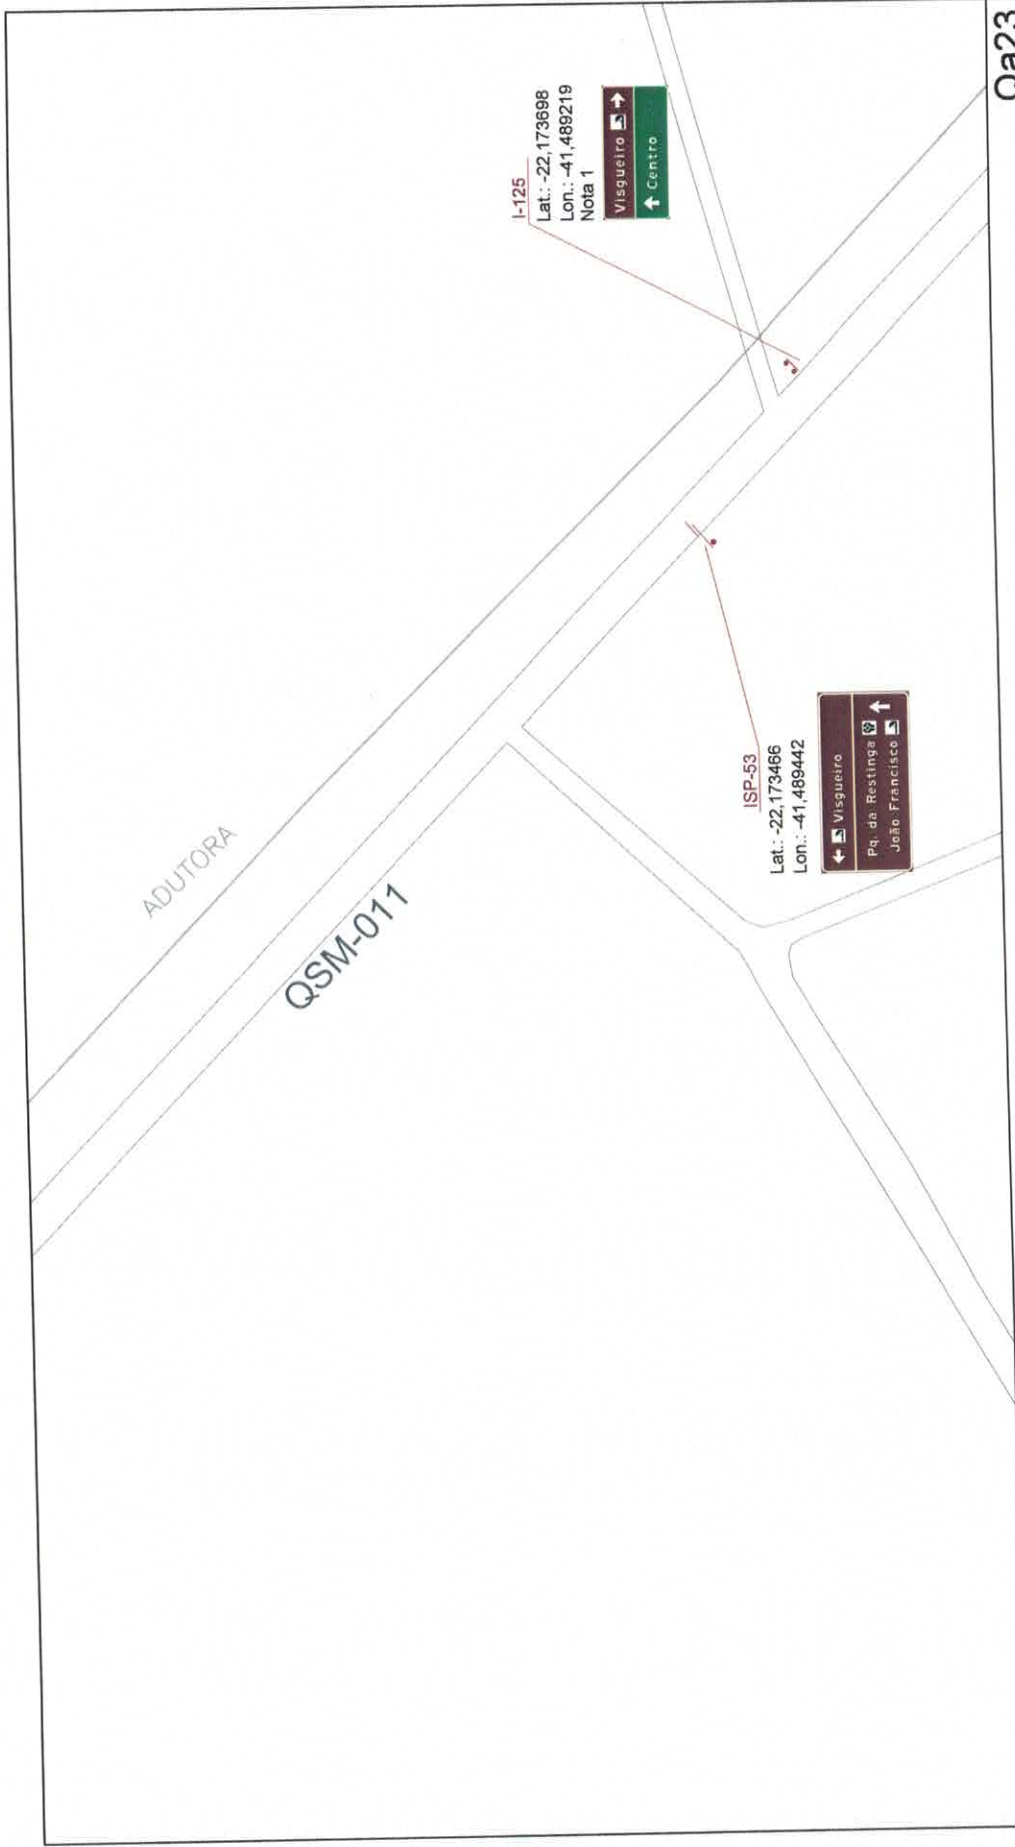 ADUTORA
QSM-011
ISP-53
Lat.: -22,173466
Lon.: -41,489442
Visgueiro
Pq. da Restinga
João Francisco
I-125
Lat.: -22,173698
Lon.: -41,489219
Nota 1
Visgueiro
Centro
Qa23